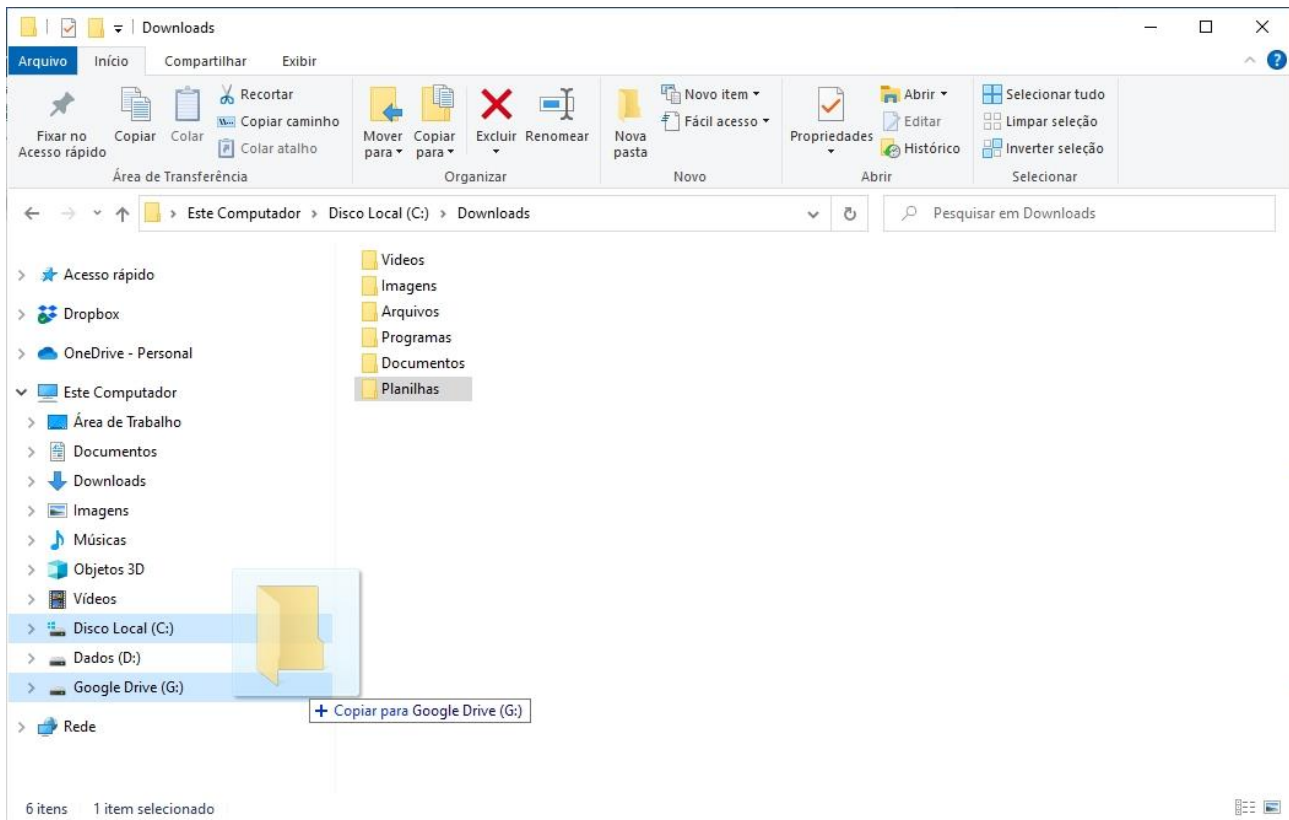 Downloads
Arquivo Início Compartilhar Exibir
Fixar no Acesso rápido
Copiar
Colar
Recortar
Copiar caminho
Colar atalho
Área de Transferência
Mover para
Copiar para
Excluir
Renomear
Organizar
Nova pasta
Novo item
Fácil acesso
Novo
Propriedades
Abrir
Editar
Histórico
Abrir
Selecionar tudo
Limpar seleção
Inverter seleção
Selecionar
Este Computador > Disco Local (C:) > Downloads
Pesquisar em Downloads
Acesso rápido
Dropbox
OneDrive - Personal
Este Computador
Área de Trabalho
Documentos
Downloads
Imagens
Músicas
Objetos 3D
Vídeos
Disco Local (C:)
Dados (D:)
Google Drive (G:)
Rede
Videos
Imagens
Arquivos
Programas
Documentos
Planilhas
+ Copiar para Google Drive (G:)
6 itens 1 item selecionado